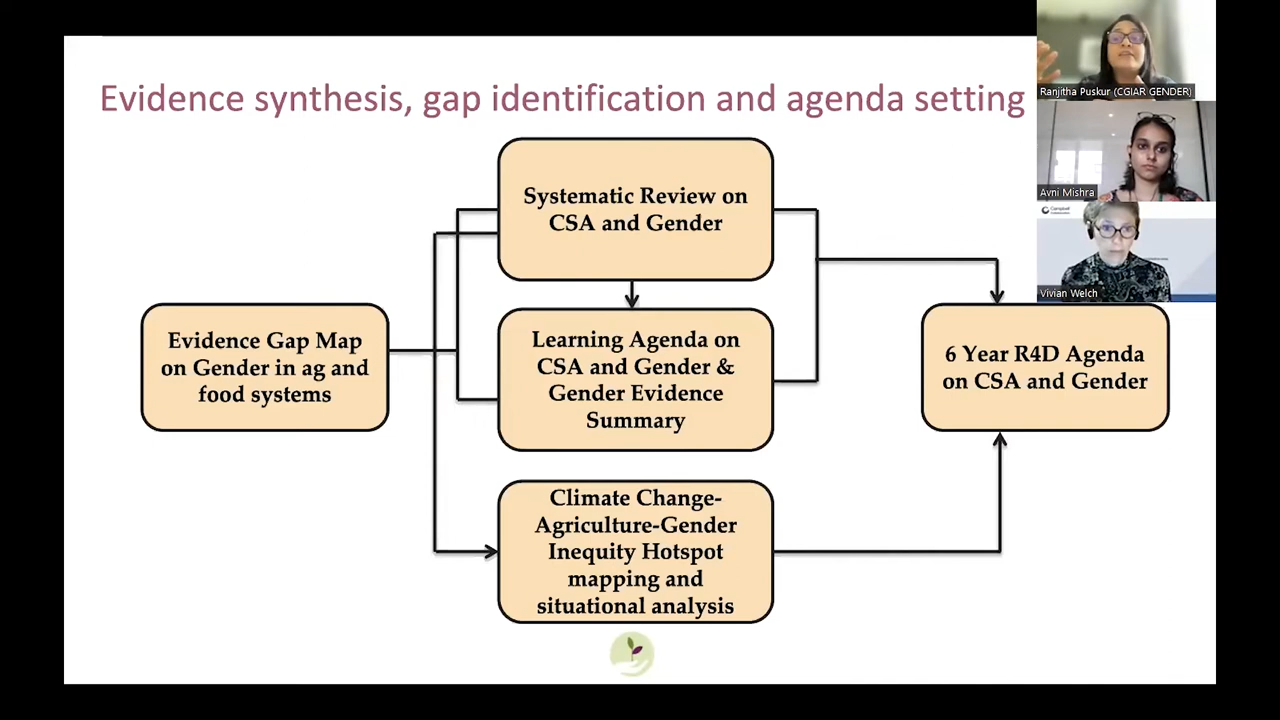 Evidence synthesis, gap identification and agenda setting
Ranjitha Puskur (CGIAR GENDER)
Avni Mishra
Campbell
Vivian Welch
Systematic Review on
CSA and Gender
Evidence Gap Map
on Gender in ag and
food systems
Learning Agenda on
CSA and Gender &
Gender Evidence
Summary
6 Year R4D Agenda
on CSA and Gender
Climate Change-
Agriculture-Gender
Inequity Hotspot
mapping and
situational analysis